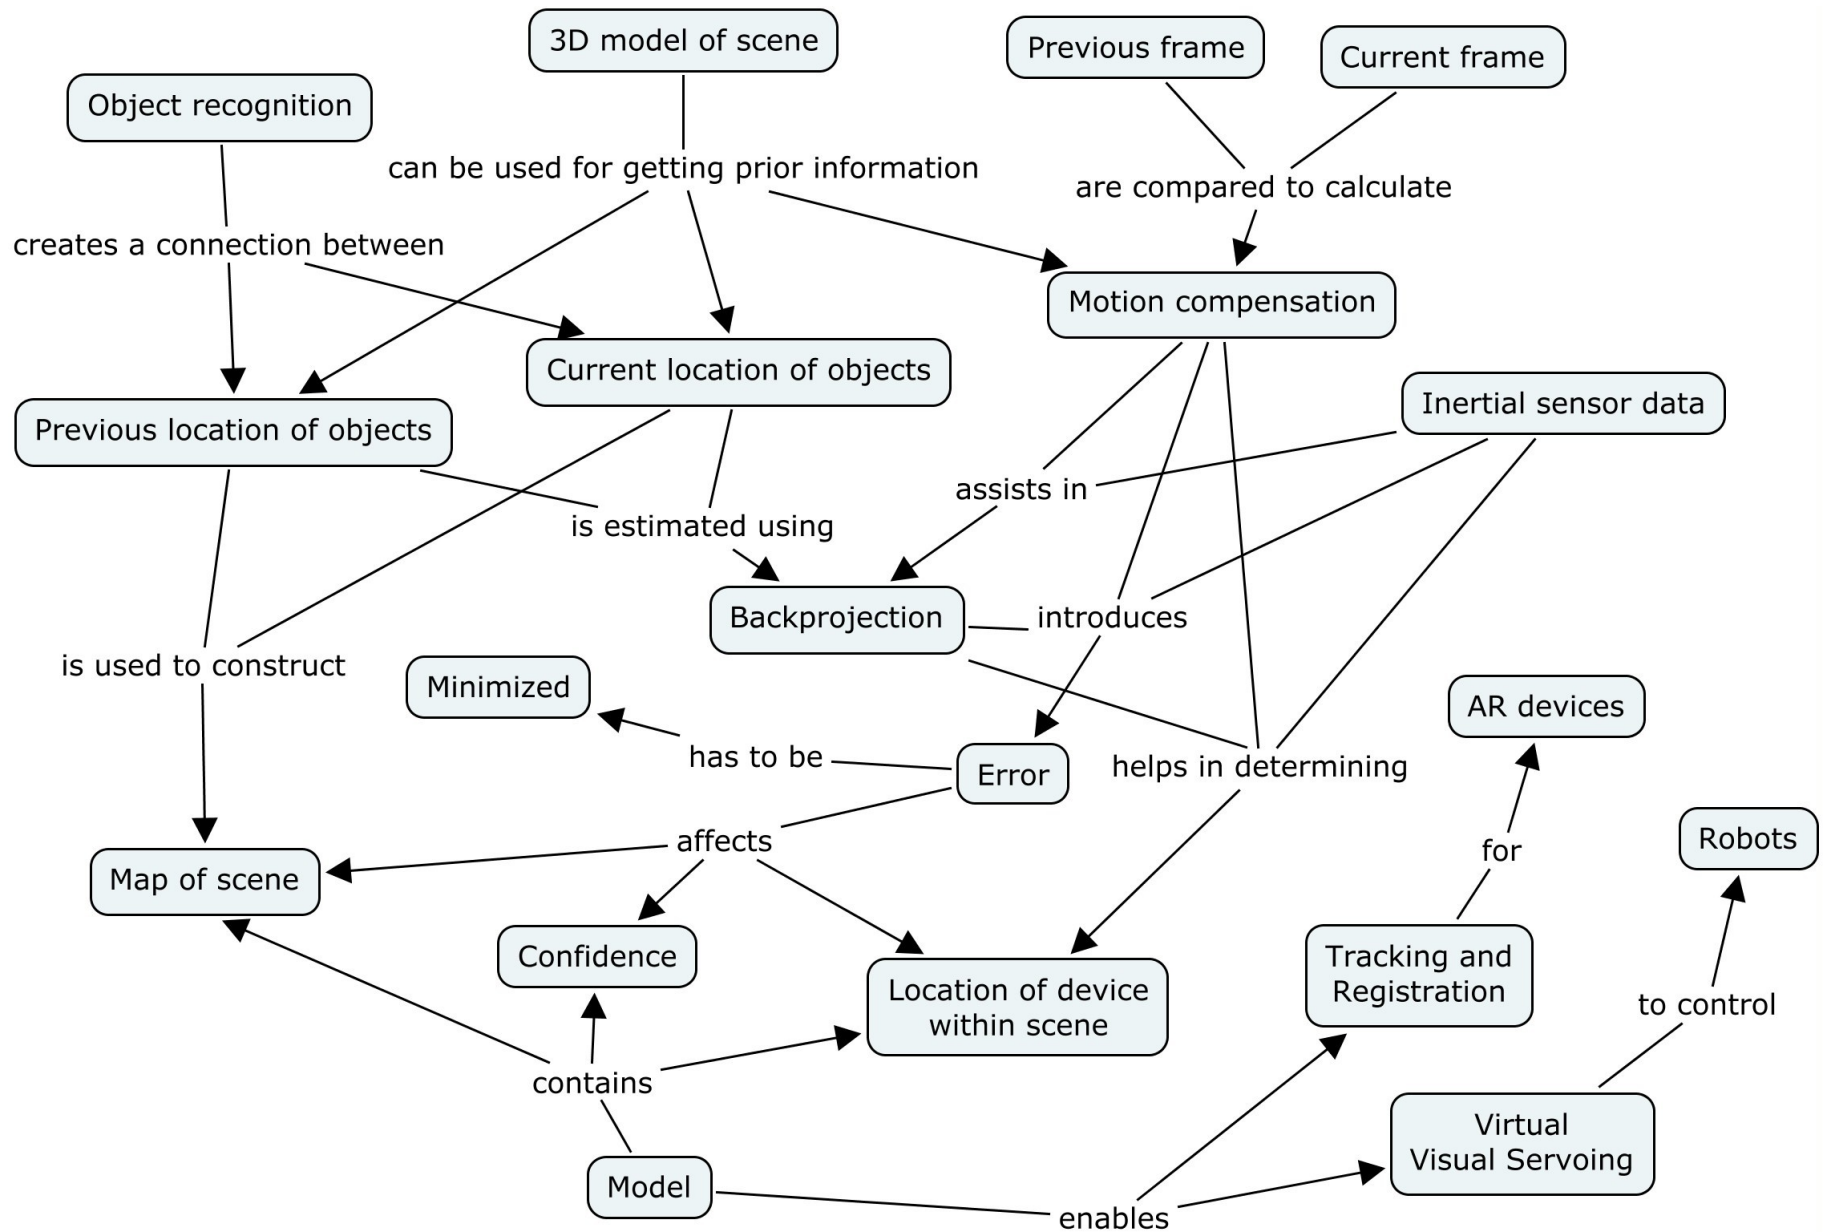 3D model of scene
Previous frame
Current frame
Object recognition
can be used for getting prior information
are compared to calculate
creates a connection between
Motion compensation
Current location of objects
Inertial sensor data
Previous location of objects
assists in
is estimated using
Backprojection
introduces
is used to construct
Minimized
AR devices
has to be
Error
helps in determining
affects
Robots
for
Map of scene
Confidence
Location of device
within scene
Tracking and
Registration
to control
contains
Virtual
Visual Servoing
Model
enables